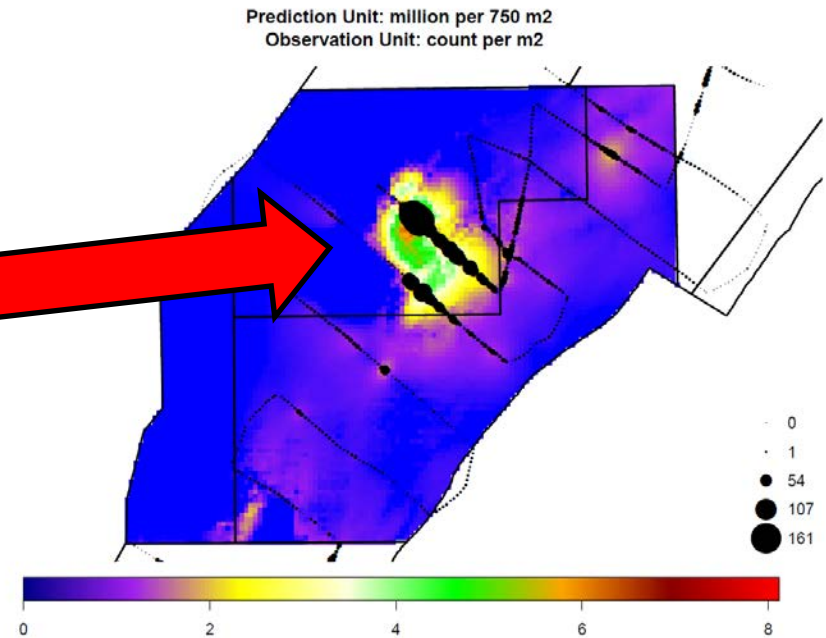 Prediction Unit: million per 750 m2
Observation Unit: count per m2
0
1
54
107
161
0 2 4 6 8